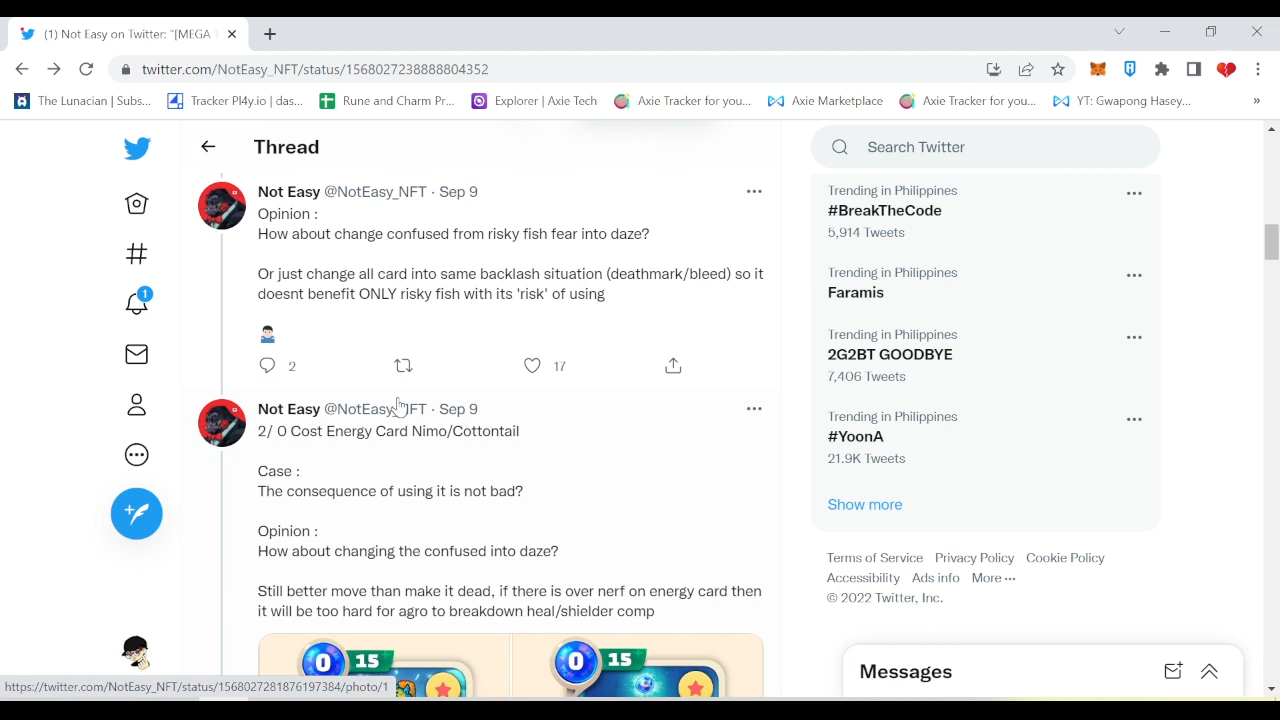 (1) Not Easy on Twitter: "[MEGA
twitter.com/NotEasy_NFT/status/1568027238888804352
The Lunacian | Subs...
Tracker Pl4y.io | das...
Rung and Charm Pr...
Explorer | Axie Tech
Axie Tracker for you...
Axie Marketplace
Axie Tracker for you...
YT: Gwapong Hasey...
»
Thread
Not Easy @NotEasy_NFT · Sep 9
Opinion :
How about change confused from risky fish fear into daze?
Or just change all card into same backlash situation (deathmark/bleed) so it
doesnt benefit ONLY risky fish with its 'risk' of using
2
17
Not Easy @NotEasy_NFT · Sep 9
2/ 0 Cost Energy Card Nimo/Cottontail
Case :
The consequence of using it is not bad?
Opinion :
How about changing the confused into daze?
Still better move than make it dead, if there is over nerf on energy card then
it will be too hard for agro to breakdown heal/shielder comp
0 15
0 15
1
Search Twitter
Trending in Philippines
#BreakTheCode
5,914 Tweets
Trending in Philippines
Faramis
Trending in Philippines
2G2BT GOODBYE
7,406 Tweets
Trending in Philippines
#YoonA
21.9K Tweets
Show more
Terms of Service Privacy Policy Cookie Policy
Accessibility Ads info More ···
© 2022 Twitter, Inc.
Messages
https://twitter.com/NotEasy_NFT/status/1568027281876197384/photo/1